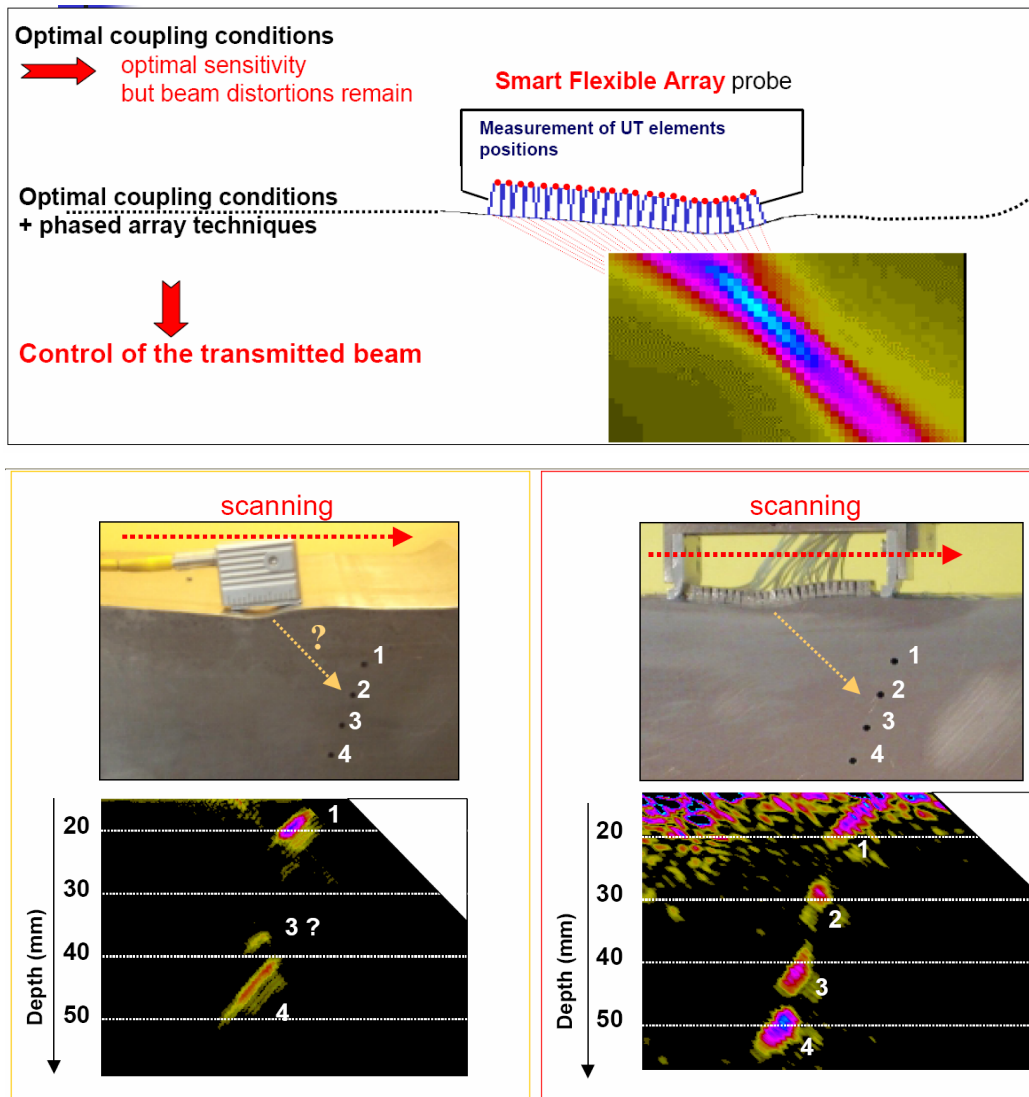 Optimal coupling conditions
optimal sensitivity
but beam distortions remain
Smart Flexible Array probe
Measurement of UT elements
positions
Optimal coupling conditions
+ phased array techniques
Control of the transmitted beam
scanning
?
1
2
3
4
1
20
30
3 ?
40
4
50
Depth (mm)
scanning
1
2
3
4
20
1
30
2
40
3
50
4
Depth (mm)